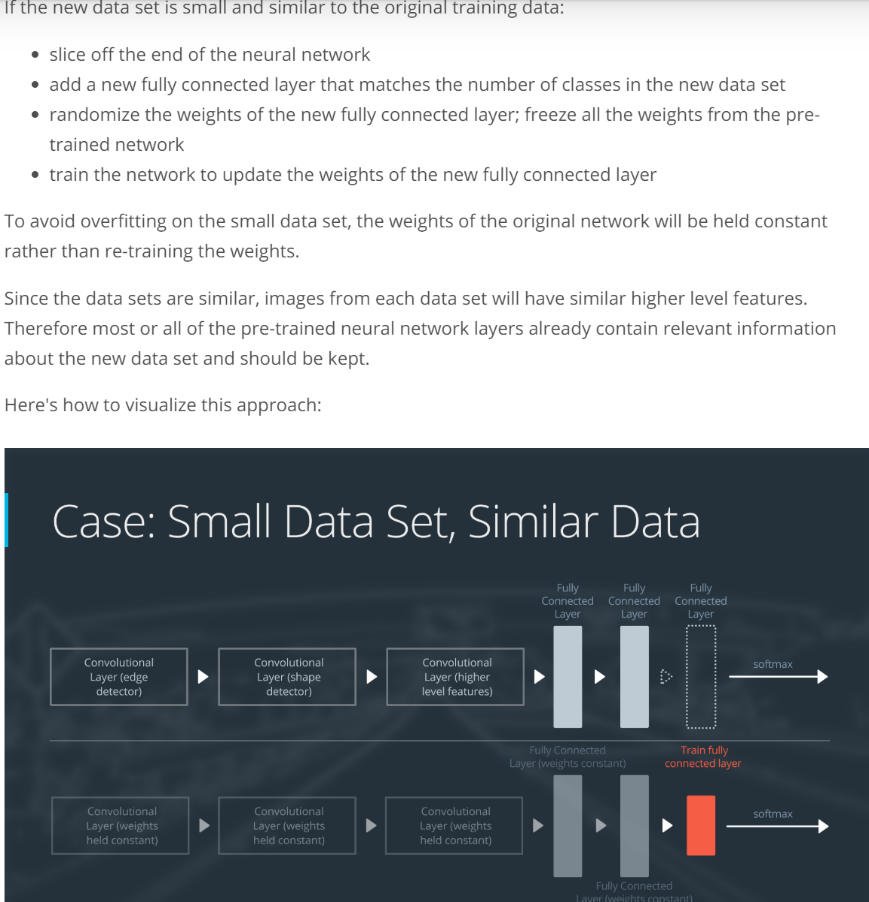 If the new data set is small and similar to the original training data:
slice off the end of the neural network
add a new fully connected layer that matches the number of classes in the new data set
randomize the weights of the new fully connected layer; freeze all the weights from the pre-
trained network
train the network to update the weights of the new fully connected layer
To avoid overfitting on the small data set, the weights of the original network will be held constant
rather than re-training the weights.
Since the data sets are similar, images from each data set will have similar higher level features.
Therefore most or all of the pre-trained neural network layers already contain relevant information
about the new data set and should be kept.
Here's how to visualize this approach:
Case: Small Data Set, Similar Data
Fully
Connected
Layer
Fully
Connected
Layer
Fully
Connected
Layer
Convolutional
Layer (edge
detector)
Convolutional
Layer (shape
detector)
Convolutional
Layer (higher
level features)
softmax
Fully Connected
Layer (weights constant)
Train fully
connected layer
Convolutional
Layer (weights
held constant)
Convolutional
Layer (weights
held constant)
Convolutional
Layer (weights
held constant)
softmax
Fully Connected
Layer (weights constant)